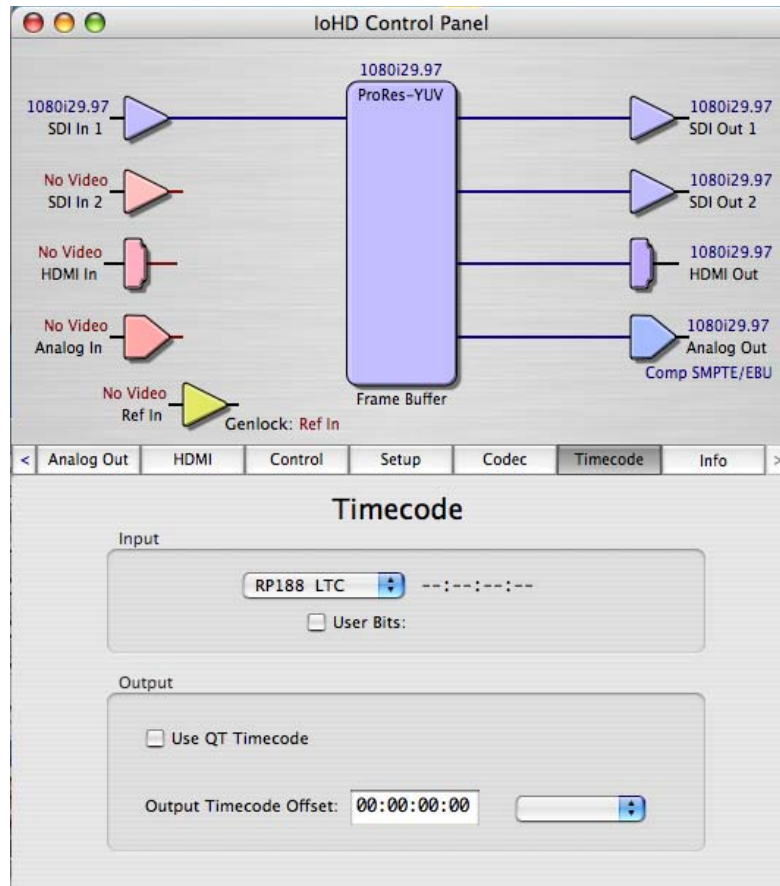 IoHD Control Panel
1080i29.97
ProRes-YUV
1080i29.97
SDI In 1
1080i29.97
SDI Out 1
No Video
SDI In 2
1080i29.97
SDI Out 2
No Video
HDMI In
1080i29.97
HDMI Out
No Video
Analog In
1080i29.97
Analog Out
Comp SMPTE/EBU
No Video
Ref In
Genlock: Ref In
Frame Buffer
< Analog Out HDMI Control Setup Codec Timecode Info >
Timecode
Input
RP188 LTC --:--:--:--
User Bits:
Output
Use QT Timecode
Output Timecode Offset: 00:00:00:00